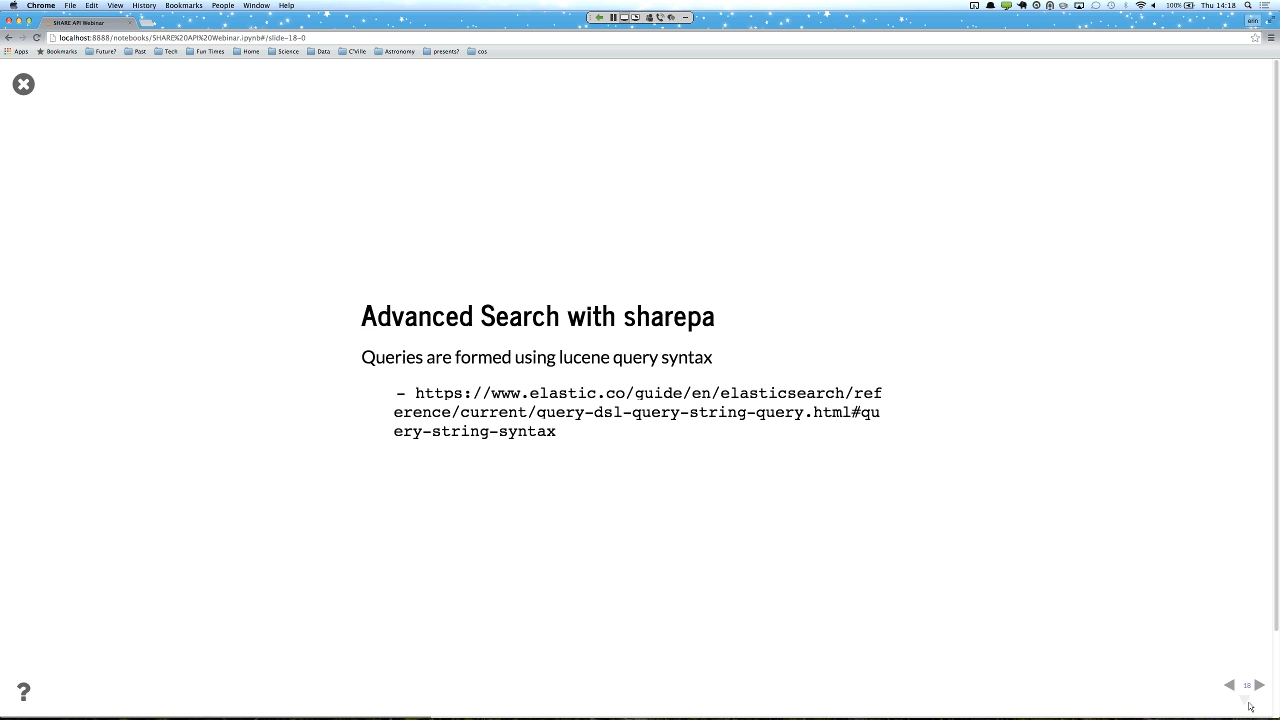 Chrome File Edit View History Bookmarks People Window Help 100% Thu 14:18
SHARE API Webinar erin
localhost:8888/notebooks/SHARE%20API%20Webinar.ipynb#/slide-18-0
Apps Bookmarks Future? Past Tech Fun Times Home Science Data C'Ville Astronomy presents? cos
Advanced Search with sharepa
Queries are formed using lucene query syntax
– https://www.elastic.co/guide/en/elasticsearch/ref
erence/current/query-dsl-query-string-query.html#qu
ery-string-syntax
?
18